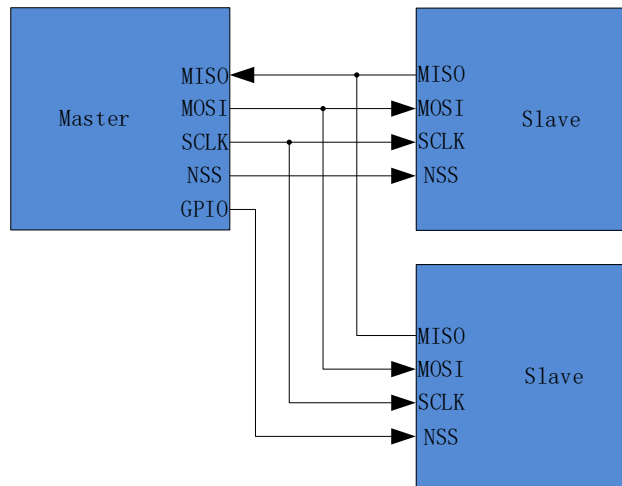 Master
MISO
MOSI
SCLK
NSS
GPIO
MISO
MOSI
SCLK
NSS
Slave
MISO
MOSI
SCLK
NSS
Slave